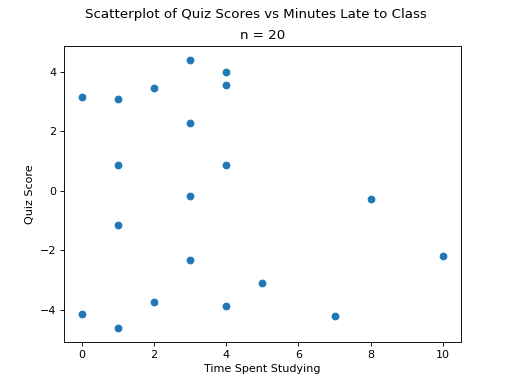 Scatterplot of Quiz Scores vs Minutes Late to Class
n = 20
4
2
0
−2
−4
Quiz Score
0 2 4 6 8 10
Time Spent Studying